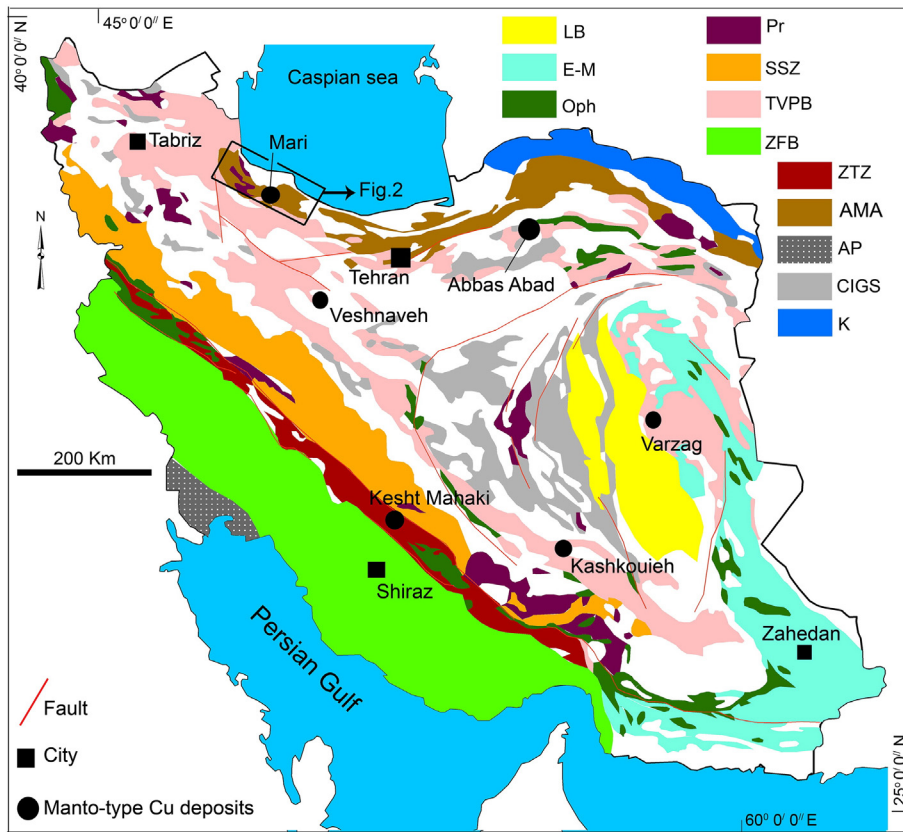 45° 0′ 0′′ E
40° 0′ 0′′ N
LB
E-M
Oph
Pr
SSZ
TVPB
ZFB
ZTZ
AMA
AP
CIGS
K
Caspian sea
Tabriz
Mari
Fig.2
N
Tehran
Abbas Abad
Veshnaveh
Varzag
200 Km
Kesht Mahaki
Kashkouieh
Shiraz
Zahedan
Persian Gulf
Fault
City
Manto-type Cu deposits
25° 0′ 0′′ N
60° 0′ 0′′ E